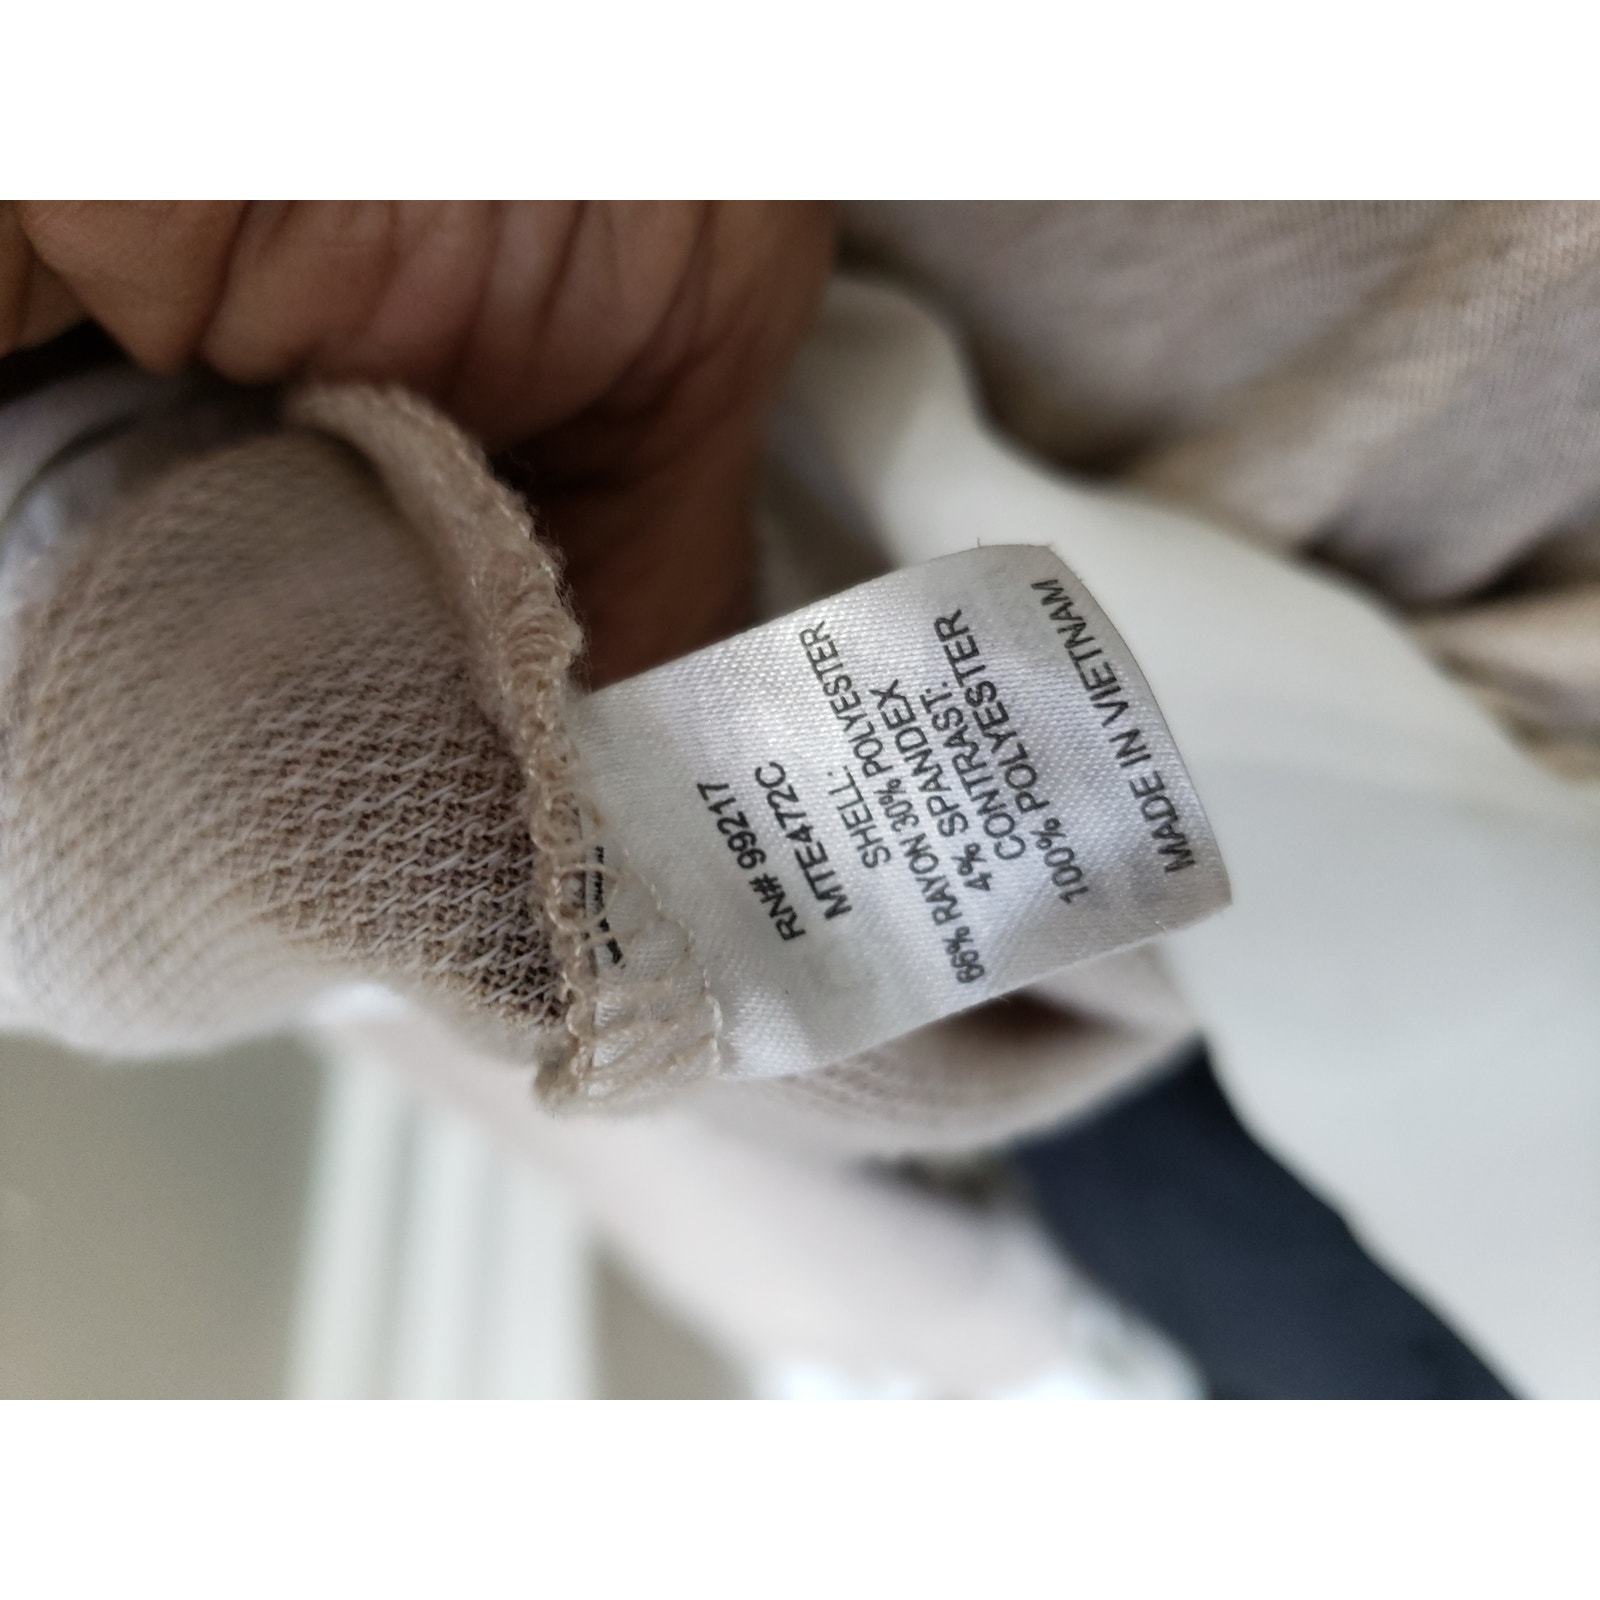 RN# 99217
MTE472C
SHELL:
66% RAYON 30% POLYESTER
4% SPANDEX
CONTRAST:
100% POLYESTER
MADE IN VIETNAM